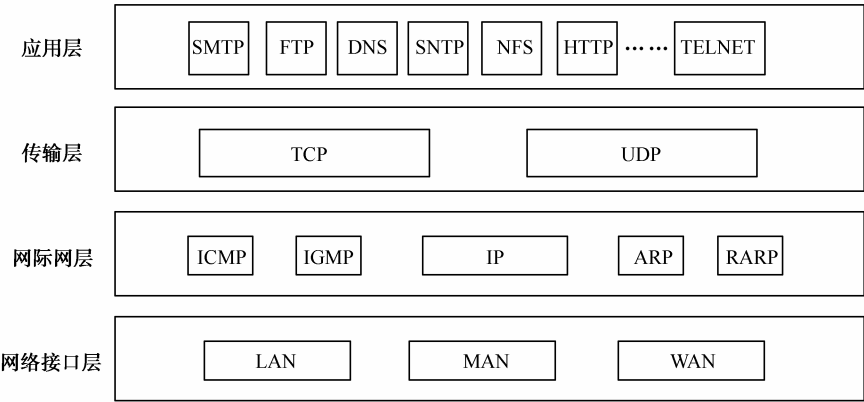 应用层 SMTP FTP DNS SNTP NFS HTTP …… TELNET
传输层 TCP UDP
网际网层 ICMP IGMP IP ARP RARP
网络接口层 LAN MAN WAN